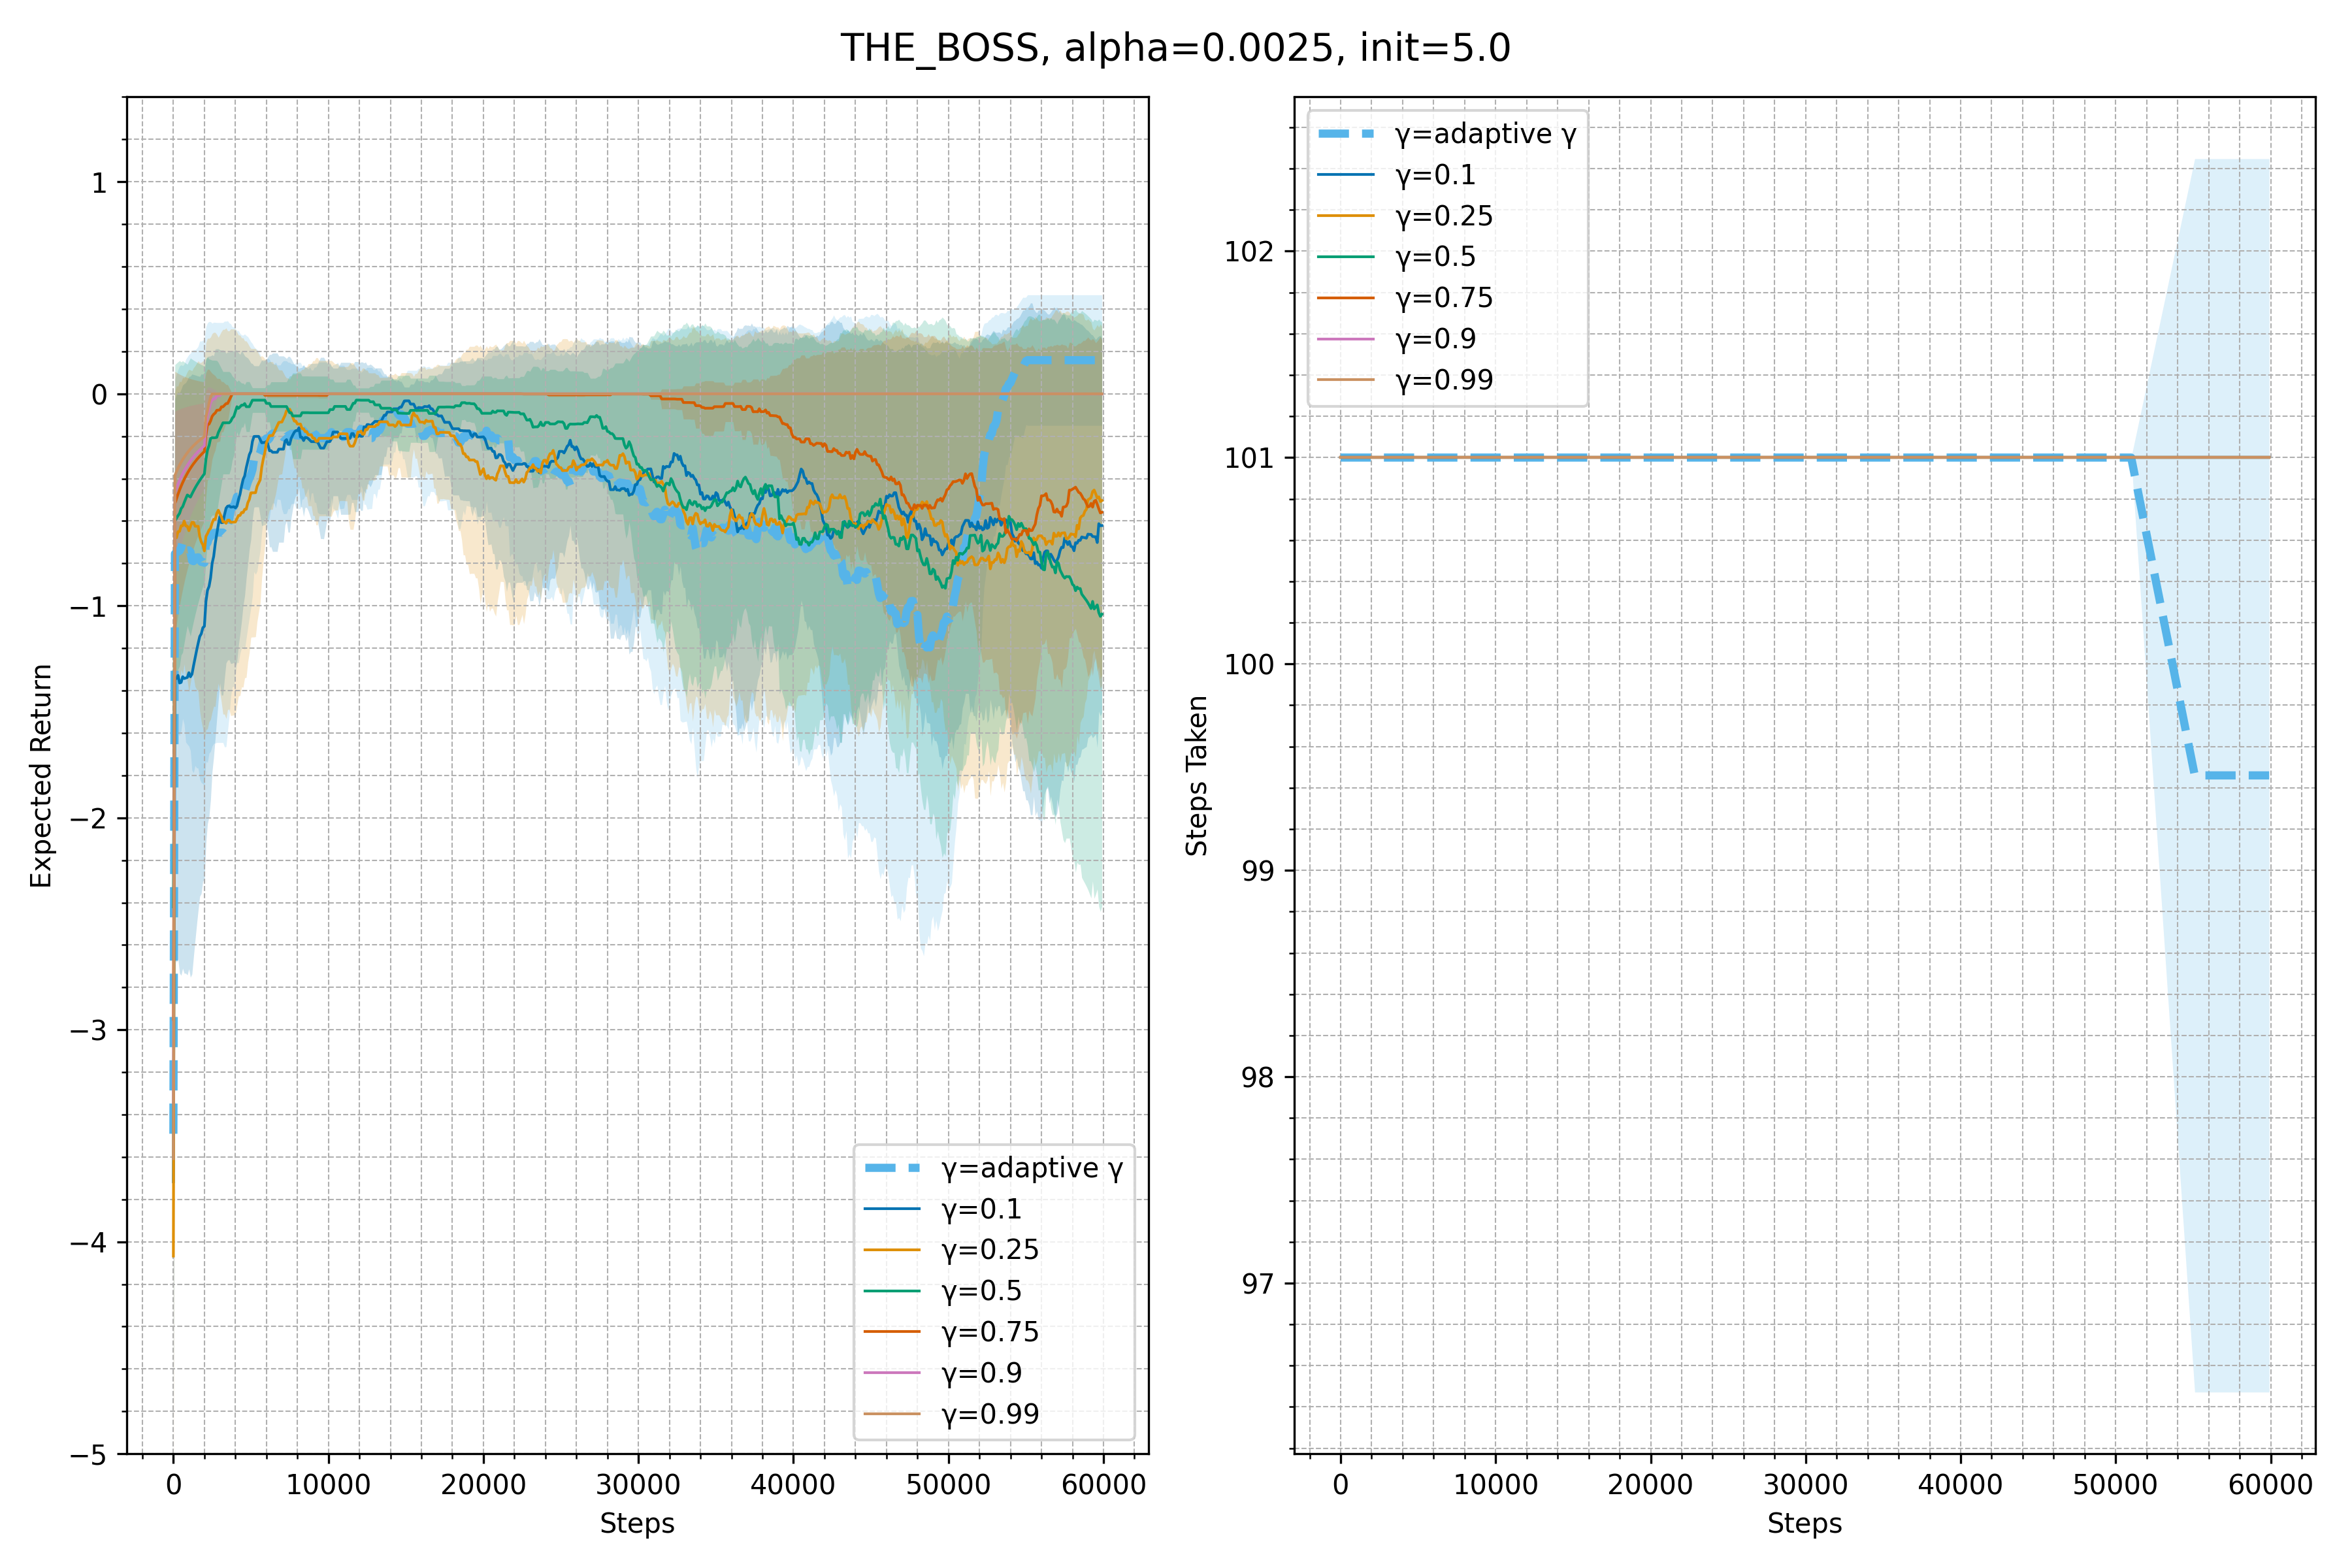 THE_BOSS, alpha=0.0025, init=5.0
Expected Return
1
0
−1
−2
−3
−4
−5
0 10000 20000 30000 40000 50000 60000
Steps
γ=adaptive γ
γ=0.1
γ=0.25
γ=0.5
γ=0.75
γ=0.9
γ=0.99
Steps Taken
102
101
100
99
98
97
0 10000 20000 30000 40000 50000 60000
Steps
γ=adaptive γ
γ=0.1
γ=0.25
γ=0.5
γ=0.75
γ=0.9
γ=0.99